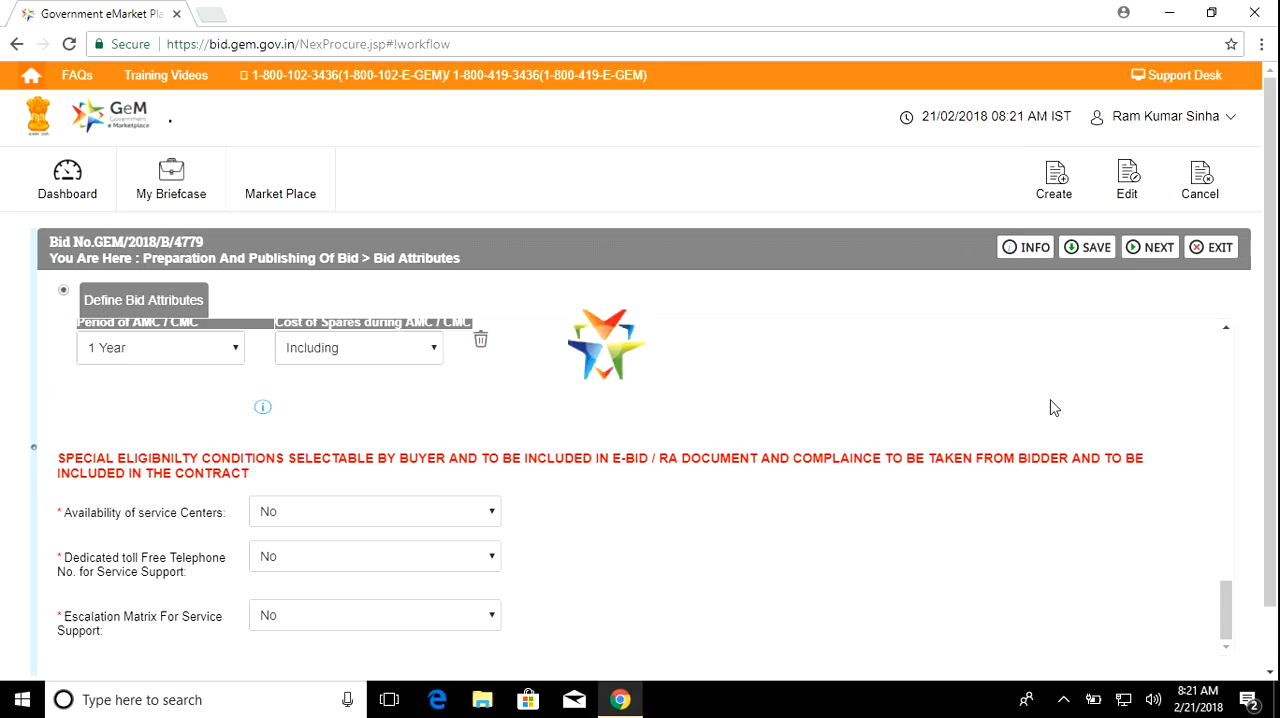 Government eMarket Pla
Secure
https://bid.gem.gov.in/NexProcure.jsp#!workflow
FAQs
Training Videos
1-800-102-3436(1-800-102-E-GEM)/ 1-800-419-3436(1-800-419-E-GEM)
Support Desk
GeM
Government
e Marketplace
21/02/2018 08:21 AM IST
Ram Kumar Sinha
Dashboard
My Briefcase
Market Place
Create
Edit
Cancel
Bid No.GEM/2018/B/4779
You Are Here : Preparation And Publishing Of Bid > Bid Attributes
INFO
SAVE
NEXT
EXIT
Define Bid Attributes
Period of AMC / CMC
Cost of Spares during AMC / CMC
1 Year
Including
SPECIAL ELIGIBNILTY CONDITIONS SELECTABLE BY BUYER AND TO BE INCLUDED IN E-BID / RA DOCUMENT AND COMPLAINCE TO BE TAKEN FROM BIDDER AND TO BE
INCLUDED IN THE CONTRACT
* Availability of service Centers:
No
* Dedicated toll Free Telephone
No. for Service Support:
No
* Escalation Matrix For Service
Support:
No
Type here to search
8:21 AM
2/21/2018
2